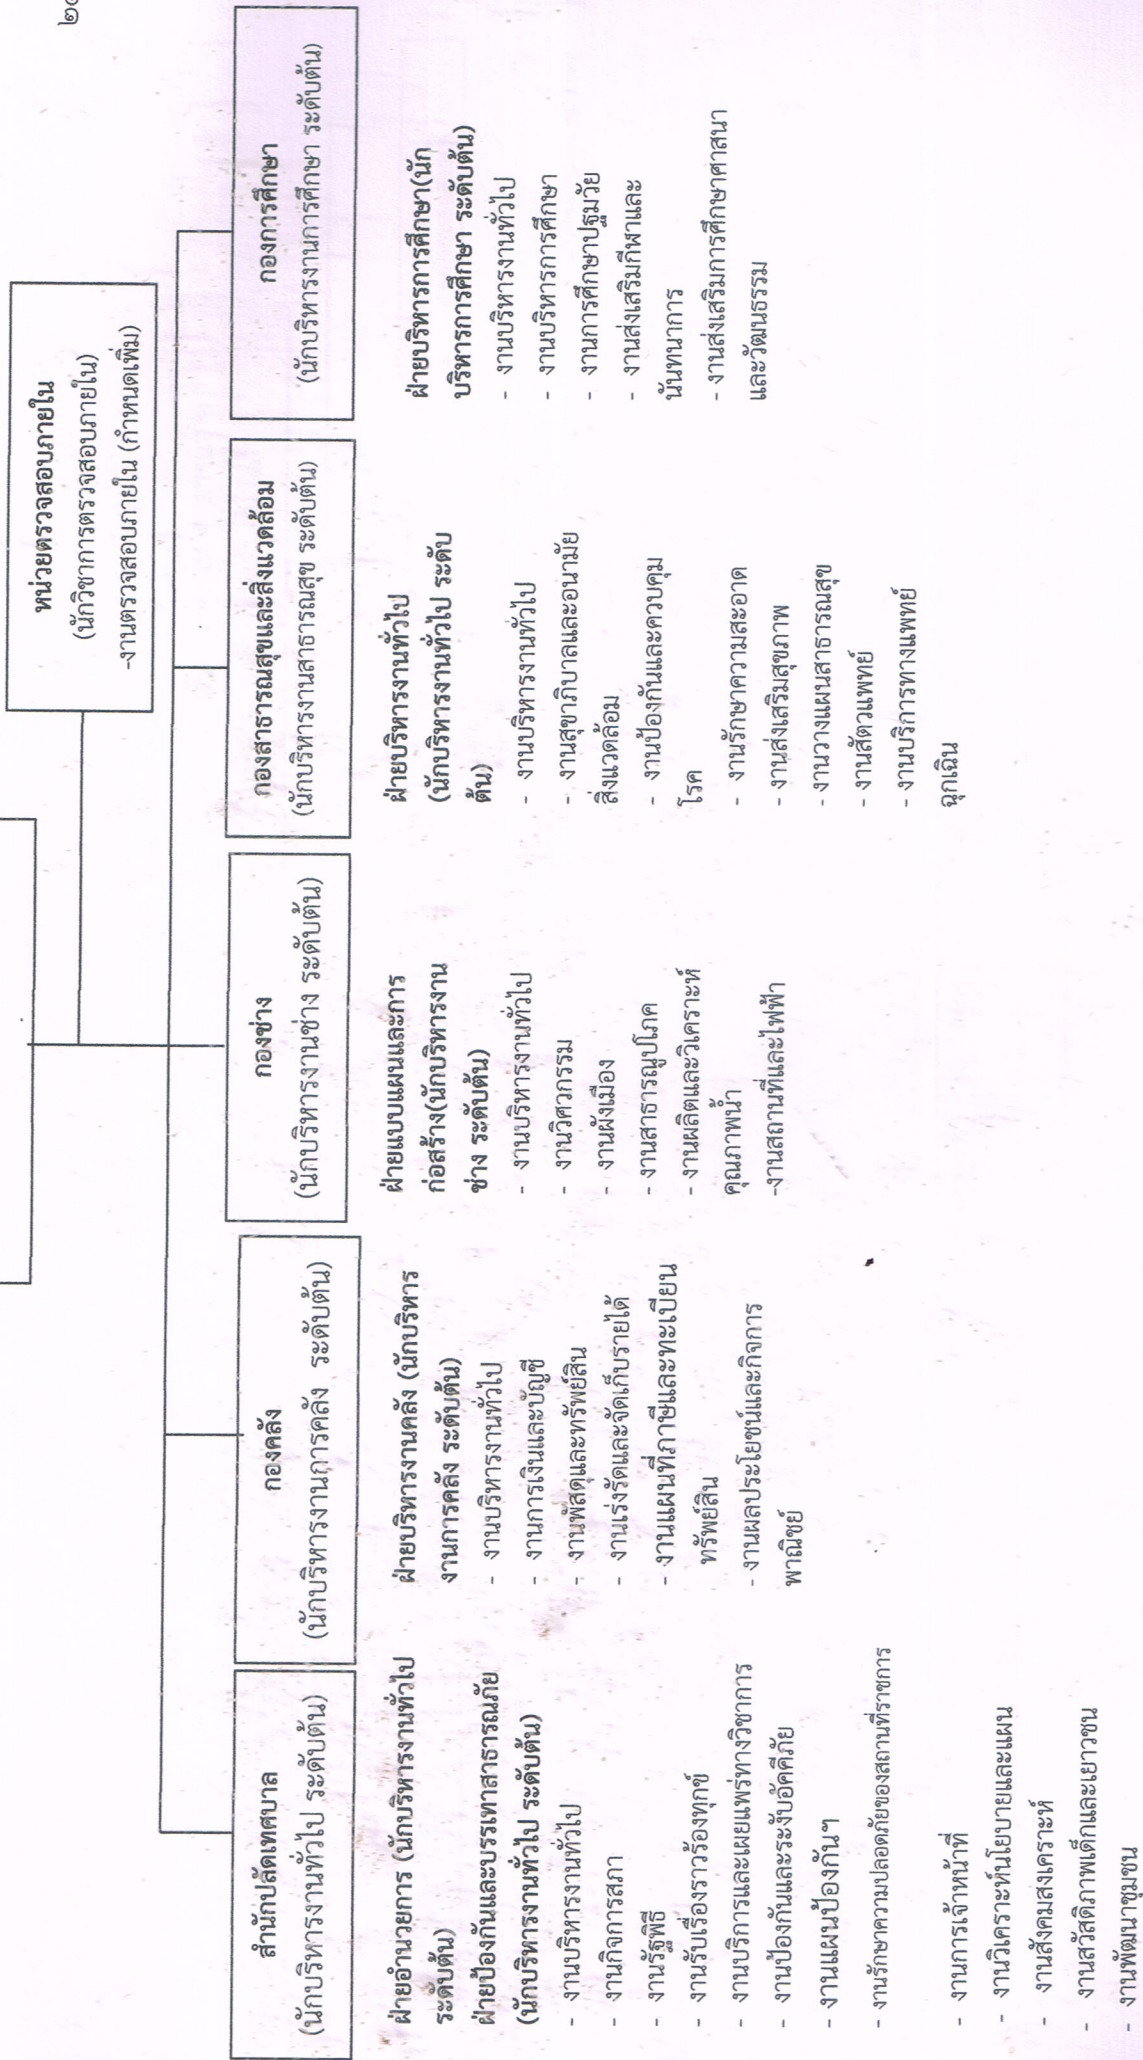 ๒๙
หน่วยตรวจสอบภายใน
(นักวิชาการตรวจสอบภายใน)
-งานตรวจสอบภายใน (กำหนดเพิ่ม)
สำนักปลัดเทศบาล
(นักบริหารงานทั่วไป ระดับต้น)
ฝ่ายอำนวยการ (นักบริหารงานทั่วไป
ระดับต้น)
ฝ่ายป้องกันและบรรเทาสาธารณภัย
(นักบริหารงานทั่วไป ระดับต้น)
- งานบริหารงานทั่วไป
- งานกิจการสภา
- งานรัฐพิธี
- งานรับเรื่องราวร้องทุกข์
- งานบริการและเผยแพร่ทางวิชาการ
- งานป้องกันและระงับอัคคีภัย
- งานแผนป้องกันฯ
- งานรักษาความปลอดภัยของสถานที่ราชการ
- งานการเจ้าหน้าที่
- งานวิเคราะห์นโยบายและแผน
- งานสังคมสงเคราะห์
- งานสวัสดิภาพเด็กและเยาวชน
- งานพัฒนาชุมชน
กองคลัง
(นักบริหารงานการคลัง ระดับต้น)
ฝ่ายบริหารงานคลัง (นักบริหาร
งานการคลัง ระดับต้น)
- งานบริหารงานทั่วไป
- งานการเงินและบัญชี
- งานพัสดุและทรัพย์สิน
- งานเร่งรัดและจัดเก็บรายได้
- งานแผนที่ภาษีและทะเบียน
ทรัพย์สิน
- งานผลประโยชน์และกิจการ
พาณิชย์
กองช่าง
(นักบริหารงานช่าง ระดับต้น)
ฝ่ายแบบแผนและการ
ก่อสร้าง(นักบริหารงาน
ช่าง ระดับต้น)
- งานบริหารงานทั่วไป
- งานวิศวกรรม
- งานผังเมือง
- งานสาธารณูปโภค
- งานผลิตและวิเคราะห์
คุณภาพน้ำ
-งานสถานที่และไฟฟ้า
กองสาธารณสุขและสิ่งแวดล้อม
(นักบริหารงานสาธารณสุข ระดับต้น)
ฝ่ายบริหารงานทั่วไป
(นักบริหารงานทั่วไป ระดับ
ต้น)
- งานบริหารงานทั่วไป
- งานสุขาภิบาลและอนามัย
สิ่งแวดล้อม
- งานป้องกันและควบคุม
โรค
- งานรักษาความสะอาด
- งานส่งเสริมสุขภาพ
- งานวางแผนสาธารณสุข
- งานสัตวแพทย์
- งานบริการทางแพทย์
ฉุกเฉิน
กองการศึกษา
(นักบริหารงานการศึกษา ระดับต้น)
ฝ่ายบริหารการศึกษา(นัก
บริหารการศึกษา ระดับต้น)
- งานบริหารงานทั่วไป
- งานบริหารการศึกษา
- งานการศึกษาปฐมวัย
- งานส่งเสริมกีฬาและ
นันทนาการ
- งานส่งเสริมการศึกษาศาสนา
และวัฒนธรรม